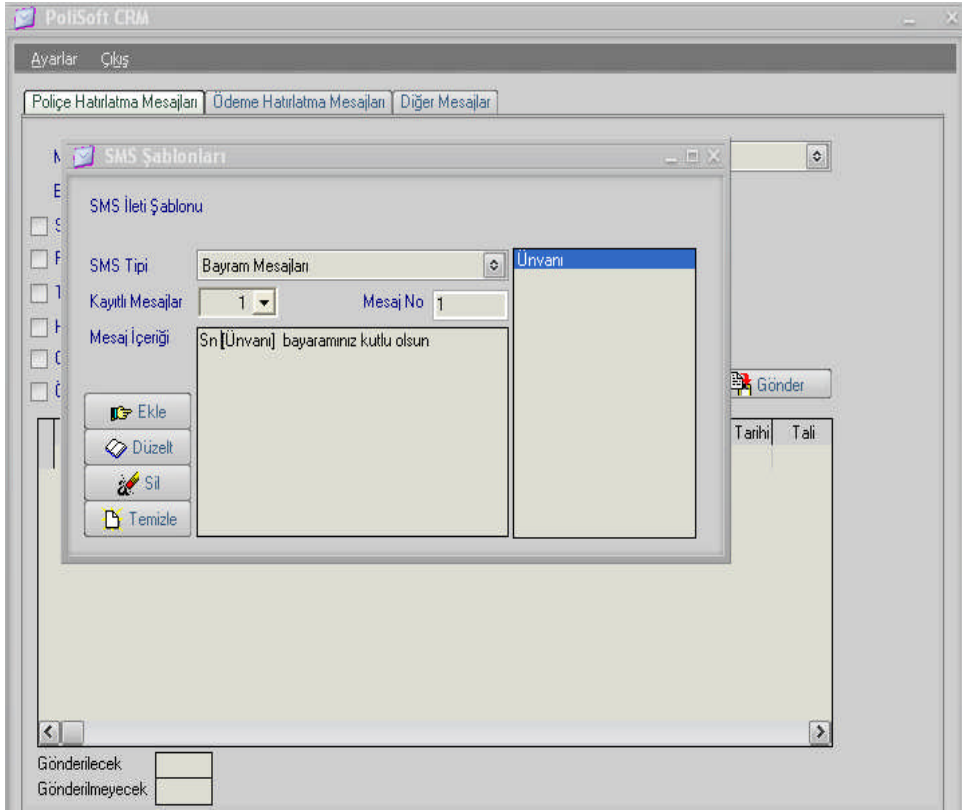 PoliSoft CRM
Ayarlar Çıkış
Poliçe Hatırlatma Mesajları Ödeme Hatırlatma Mesajları Diğer Mesajlar
SMS Şablonları
SMS İleti Şablonu
SMS Tipi Bayram Mesajları Ünvanı
Kayıtlı Mesajlar 1 Mesaj No 1
Mesaj İçeriği Sn [Ünvanı] bayaramınız kutlu olsun
Gönder
Ekle
Tarihi Tali
Düzelt
Sil
Temizle
Gönderilecek
Gönderilmeyecek